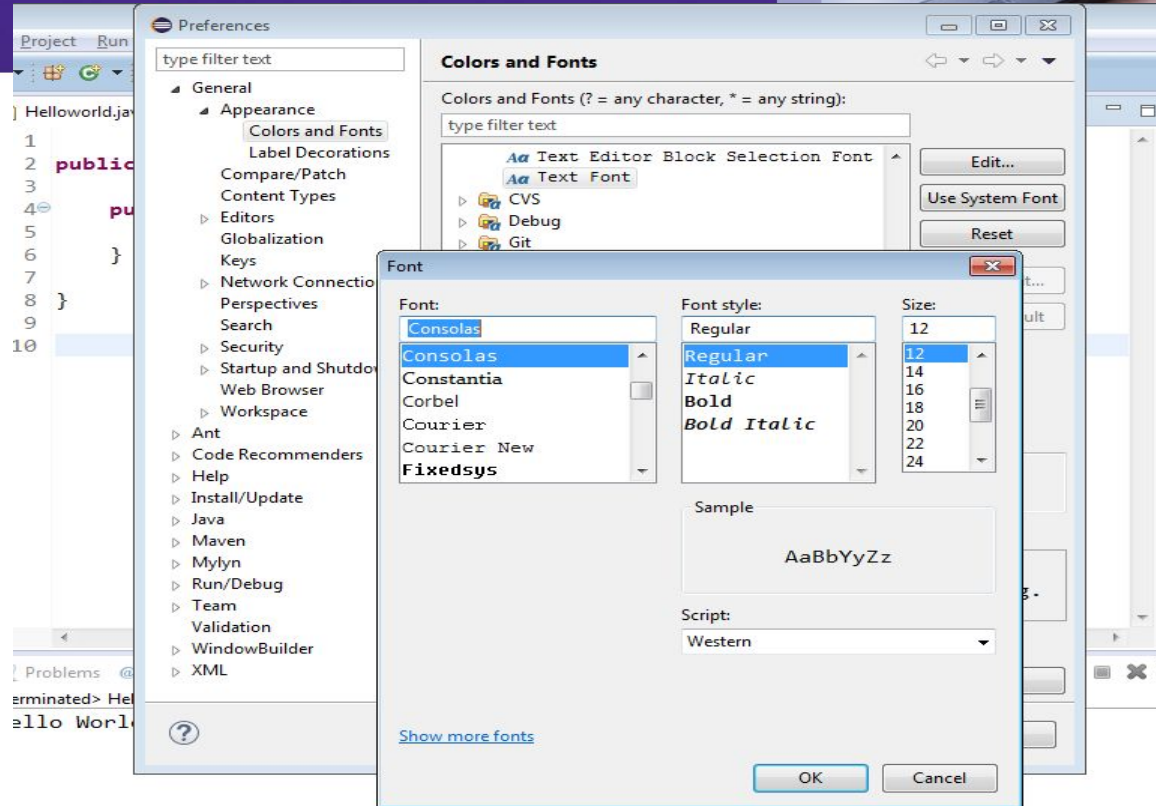 Preferences
Project Run
type filter text
Colors and Fonts
General
Appearance
Colors and Fonts
Label Decorations
Compare/Patch
Content Types
Editors
Globalization
Keys
Network Connectio
Perspectives
Search
Security
Startup and Shutdo
Web Browser
Workspace
Ant
Code Recommenders
Help
Install/Update
Java
Maven
Mylyn
Run/Debug
Team
Validation
WindowBuilder
XML
Colors and Fonts (? = any character, * = any string):
type filter text
Aa Text Editor Block Selection Font
Aa Text Font
CVS
Debug
Git
Edit...
Use System Font
Reset
t...
ult
Helloworld.jav
1
2 public
3
4 pu
5
6 }
7
8 }
9
10
Font
Font:
Consolas
Consolas
Constantia
Corbel
Courier
Courier New
Fixedsys
Font style:
Regular
Regular
Italic
Bold
Bold Italic
Size:
12
12
14
16
18
20
22
24
Sample
AaBbYyZz
Script:
Western
Show more fonts
OK
Cancel
Problems @
erminated> Hel
ello Worl